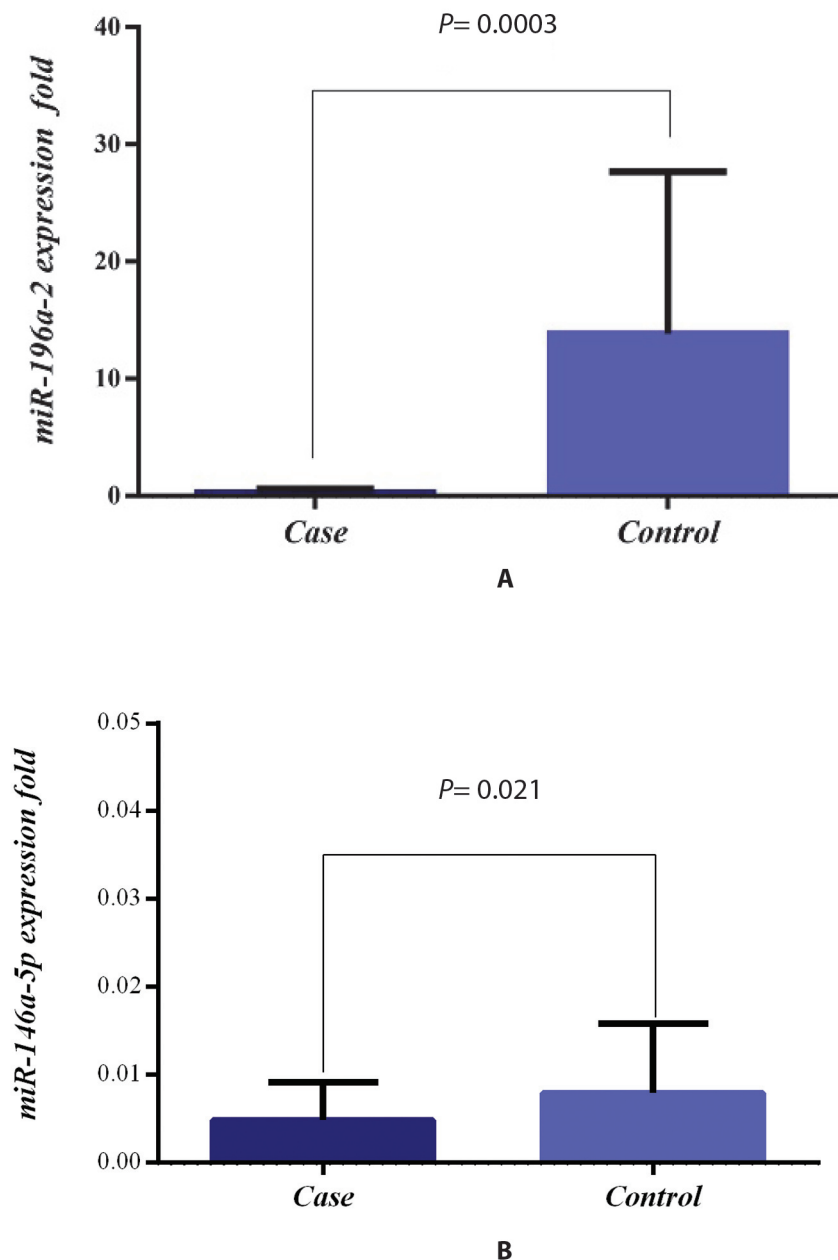 P= 0.0003
40
30
20
10
0
miR-196a-2 expression fold
Case Control
A
P= 0.021
0.05
0.04
0.03
0.02
0.01
0.00
miR-146a-5p expression fold
Case Control
B